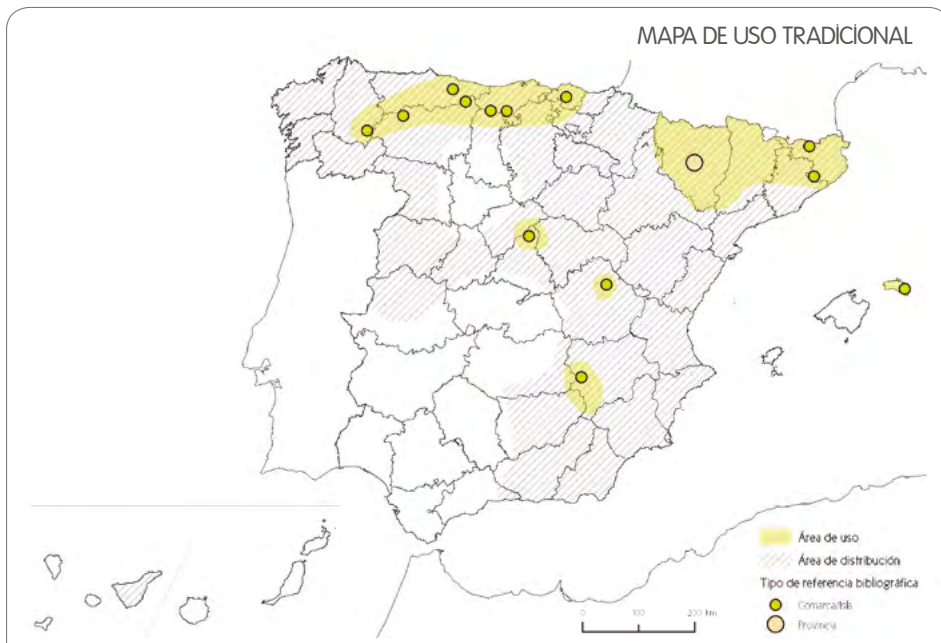 MAPA DE USO TRADICIONAL
Área de uso
Área de distribución
Tipo de referencia bibliográfica
Comarca/Isla
Provincia
0 100 200 km